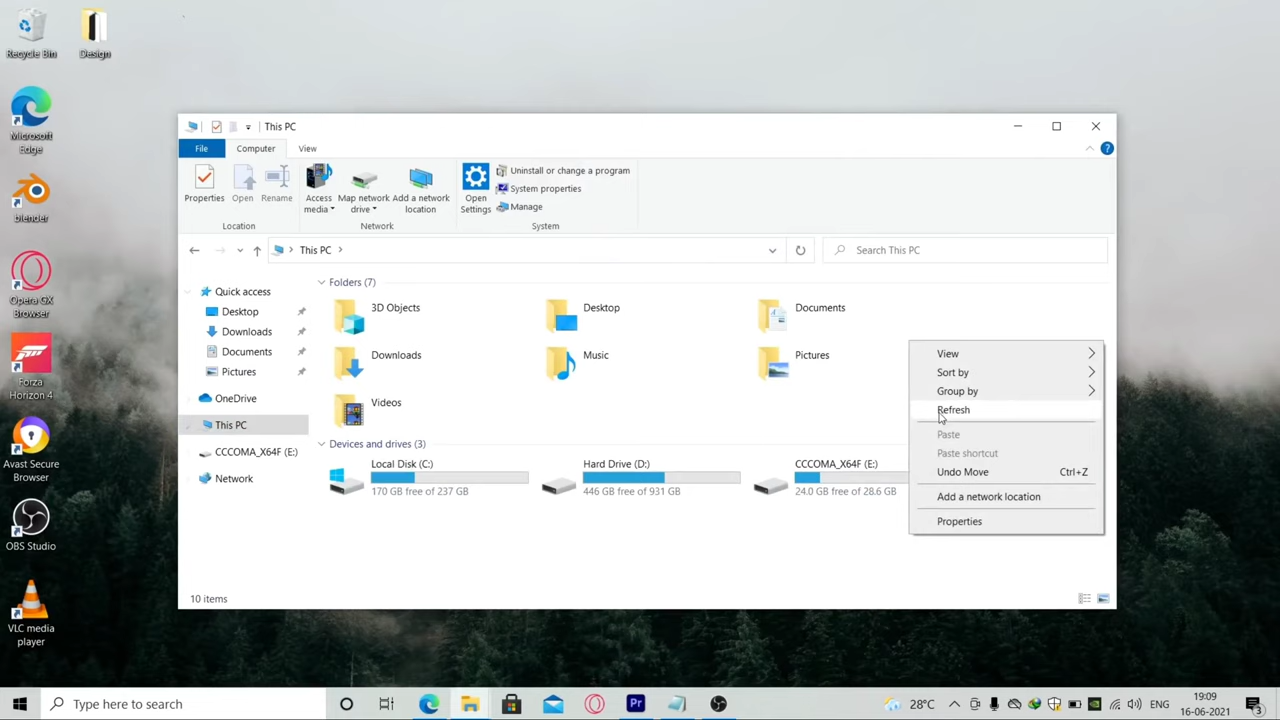 Recycle Bin
Design
Microsoft
Edge
blender
Opera GX
Browser
Forza
Horizon 4
Avast Secure
Browser
OBS Studio
VLC media
player
This PC
File
Computer
View
Properties
Open
Rename
Access
media
Map network
drive
Add a network
location
Open
Settings
Uninstall or change a program
System properties
Manage
Location
Network
System
This PC
Search This PC
Quick access
Desktop
Downloads
Documents
Pictures
OneDrive
This PC
CCCOMA_X64F (E:)
Network
Folders (7)
3D Objects
Desktop
Documents
Downloads
Music
Pictures
Videos
Devices and drives (3)
Local Disk (C:)
170 GB free of 237 GB
Hard Drive (D:)
446 GB free of 931 GB
CCCOMA_X64F (E:)
24.0 GB free of 28.6 GB
View
Sort by
Group by
Refresh
Paste
Paste shortcut
Undo Move Ctrl+Z
Add a network location
Properties
10 items
Type here to search
Pr
28°C
ENG
19:09
16-06-2021
3